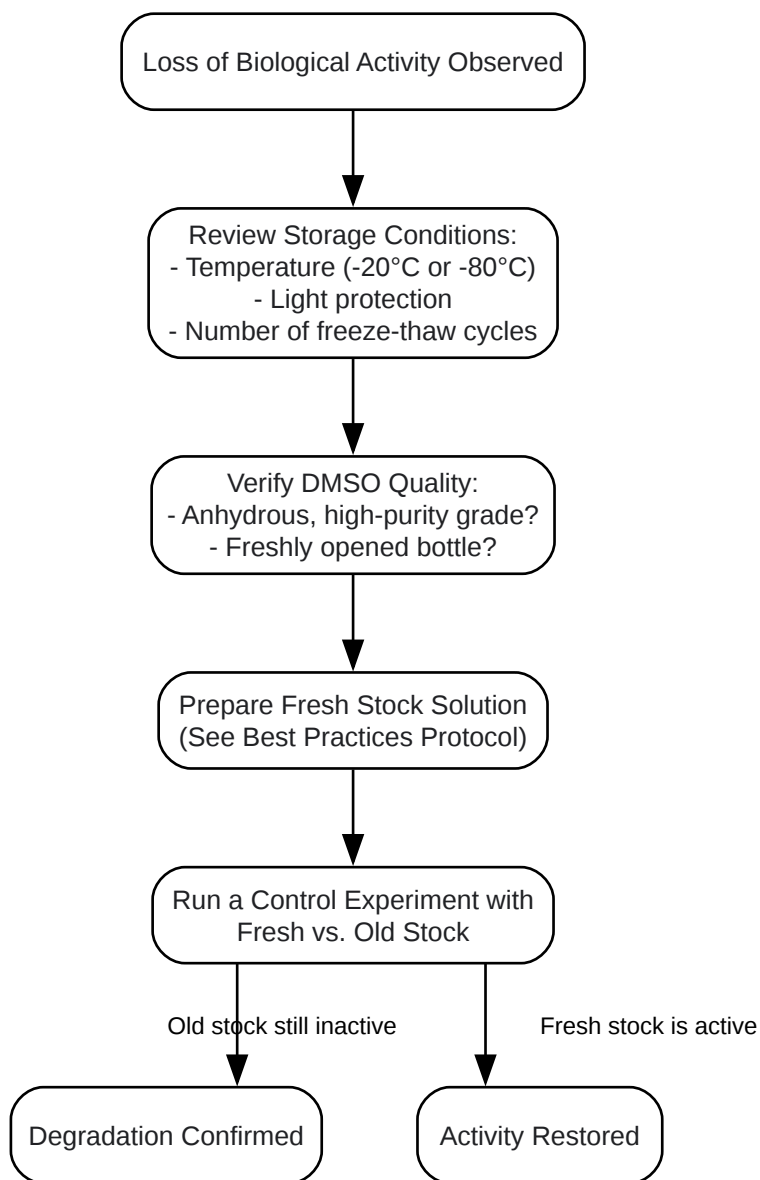 Loss of Biological Activity Observed
Review Storage Conditions:
- Temperature (-20°C or -80°C)
- Light protection
- Number of freeze-thaw cycles
Verify DMSO Quality:
- Anhydrous, high-purity grade?
- Freshly opened bottle?
Prepare Fresh Stock Solution
(See Best Practices Protocol)
Run a Control Experiment with
Fresh vs. Old Stock
Old stock still inactive
Fresh stock is active
Degradation Confirmed
Activity Restored